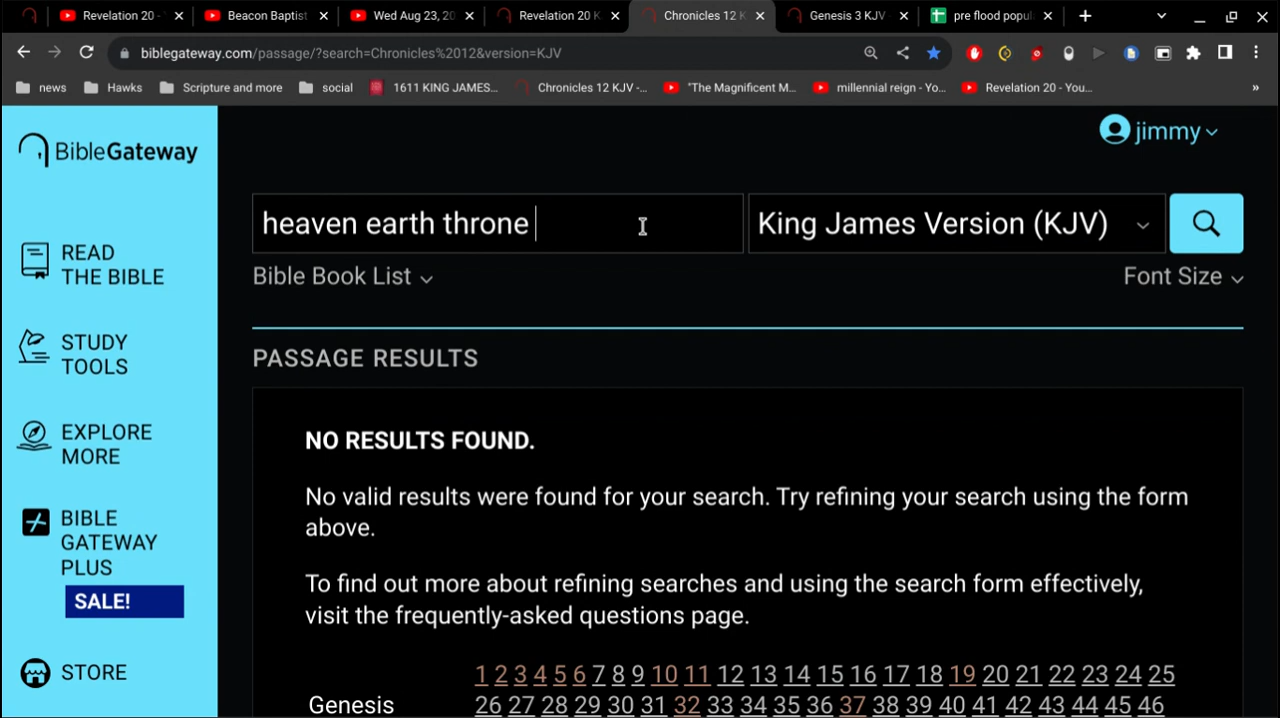 Revelation 20 -
Beacon Baptist
Wed Aug 23, 20
Revelation 20 K
Chronicles 12 K
Genesis 3 KJV
pre flood popu
biblegateway.com/passage/?search=Chronicles%2012&version=KJV
news Hawks Scripture and more social 1611 KING JAMES... Chronicles 12 KJV -... "The Magnificent M... millennial reign - Yo... Revelation 20 - You... »
BibleGateway
jimmy
heaven earth throne
King James Version (KJV)
Bible Book List
Font Size
READ
THE BIBLE
STUDY
TOOLS
EXPLORE
MORE
BIBLE
GATEWAY
PLUS
SALE!
STORE
PASSAGE RESULTS
NO RESULTS FOUND.
No valid results were found for your search. Try refining your search using the form
above.
To find out more about refining searches and using the search form effectively,
visit the frequently-asked questions page.
1 2 3 4 5 6 7 8 9 10 11 12 13 14 15 16 17 18 19 20 21 22 23 24 25
Genesis 26 27 28 29 30 31 32 33 34 35 36 37 38 39 40 41 42 43 44 45 46